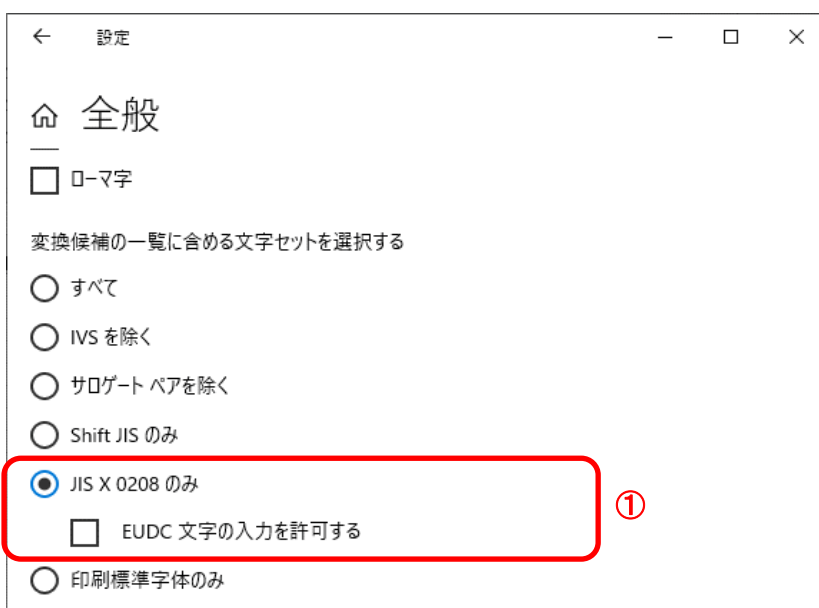 設定
全般
ローマ字
変換候補の一覧に含める文字セットを選択する
すべて
IVS を除く
サロゲート ペアを除く
Shift JIS のみ
JIS X 0208 のみ
①
EUDC 文字の入力を許可する
印刷標準字体のみ